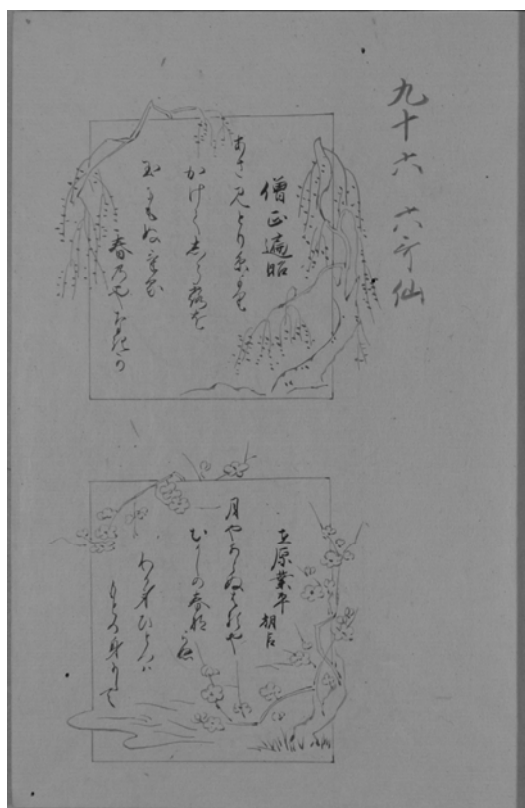 九十六 六哥仙
僧正遍昭
あさみとり糸より
かけてしら露を
玉にもぬける
春の
在原業平
朝臣
月やあらぬ春や
むかしの春な
らぬ
わか身ひとつは
もとの身にして